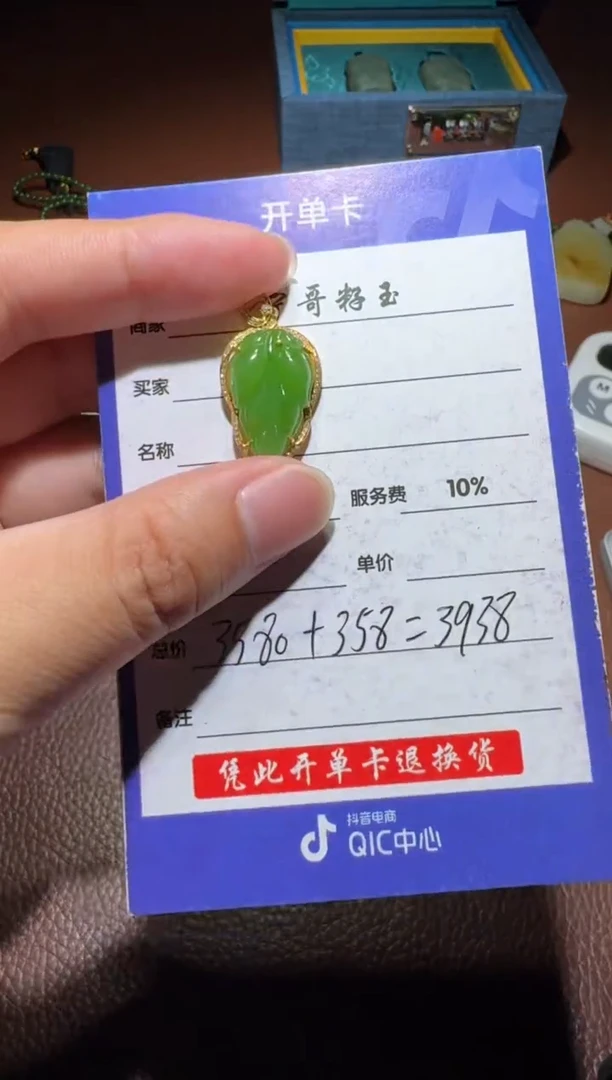 开单卡
商家 哥籽玉
买家
名称
服务费 10%
单价
总价 3580+358=3938
备注
凭此开单卡退换货
抖音电商
QIC中心